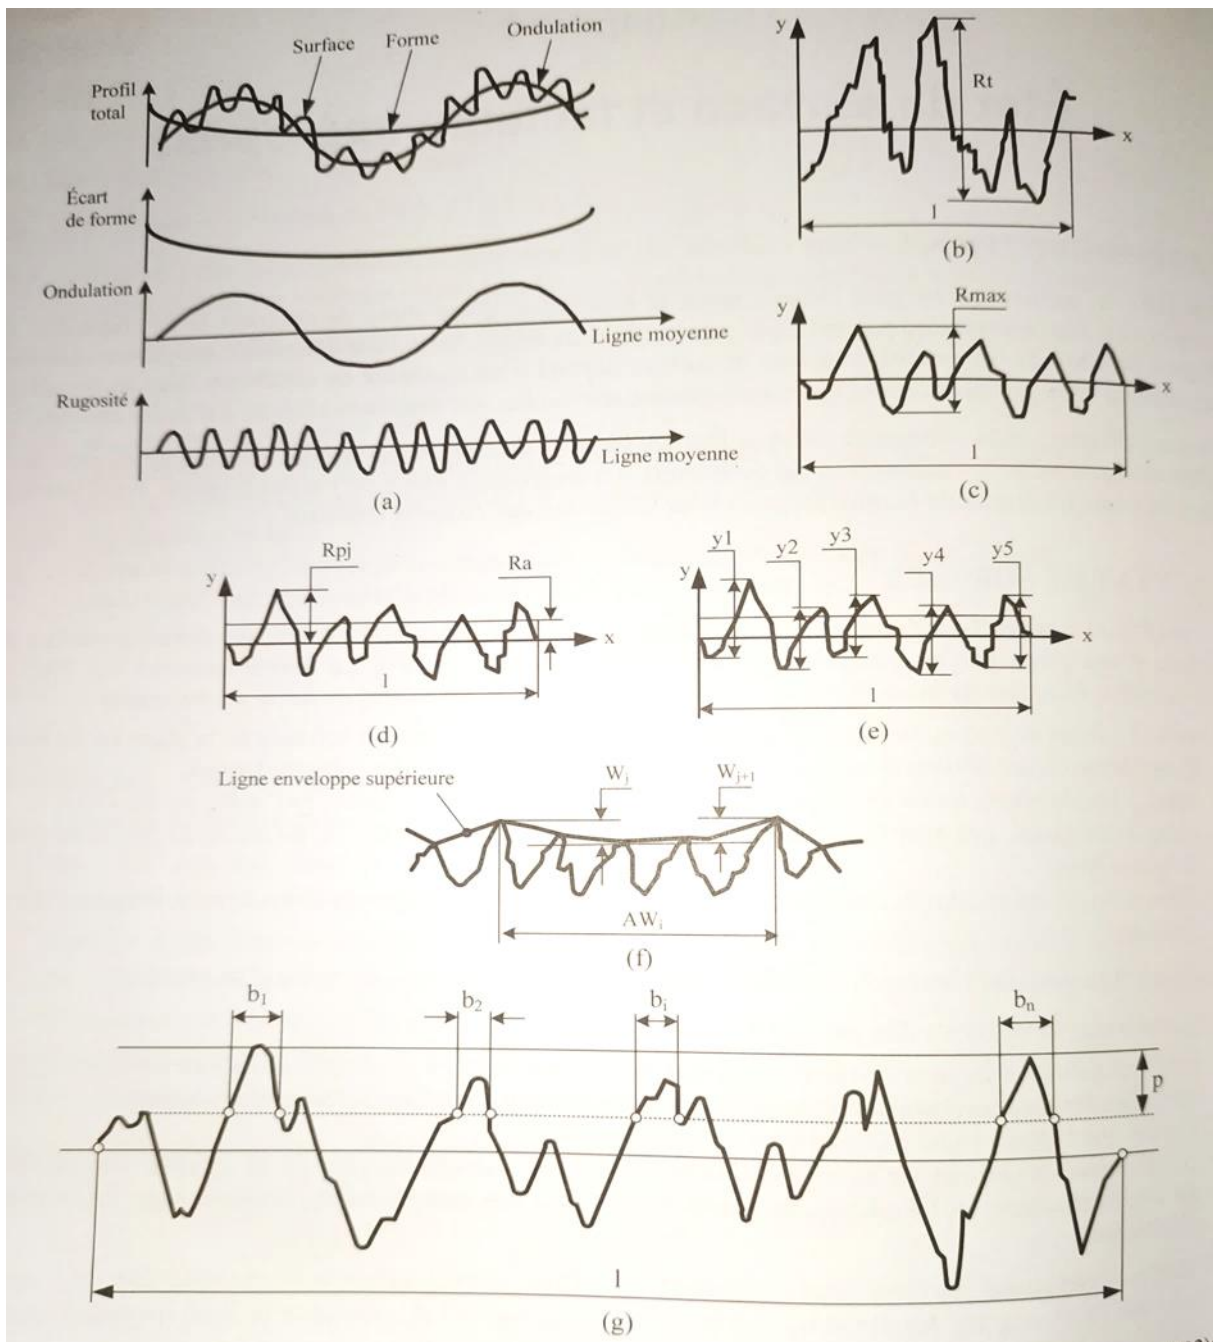 Surface
Forme
Ondulation
Profil
total
Écart
de forme
Ondulation
Ligne moyenne
Rugosité
Ligne moyenne
(a)
y
Rt
x
l
(b)
y
Rmax
x
l
(c)
Rpj
Ra
y
x
l
(d)
y1
y2
y3
y4
y5
y
x
l
(e)
Ligne enveloppe supérieure
Wj
Wj+1
AWi
(f)
b1
b2
bi
bn
p
l
(g)